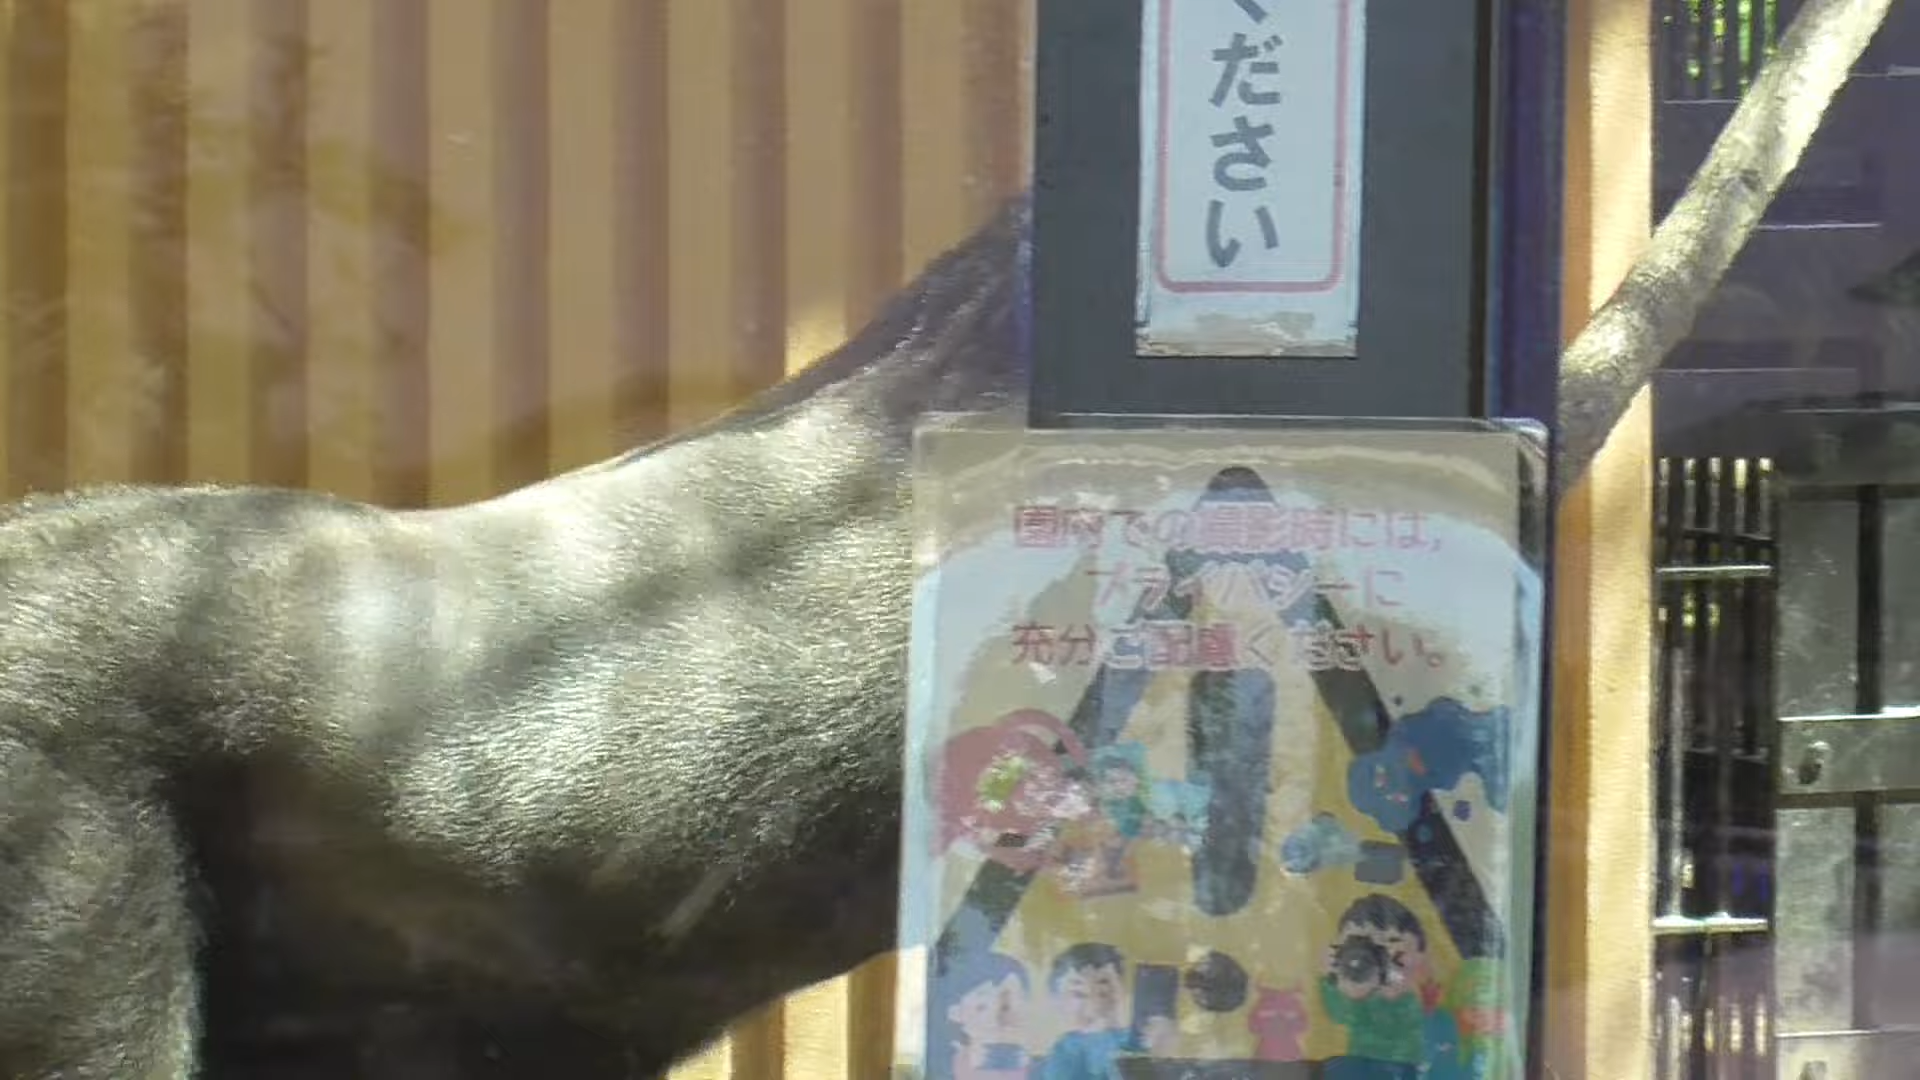 ください
園内での撮影時には,
プライバシーに
充分ご配慮ください。